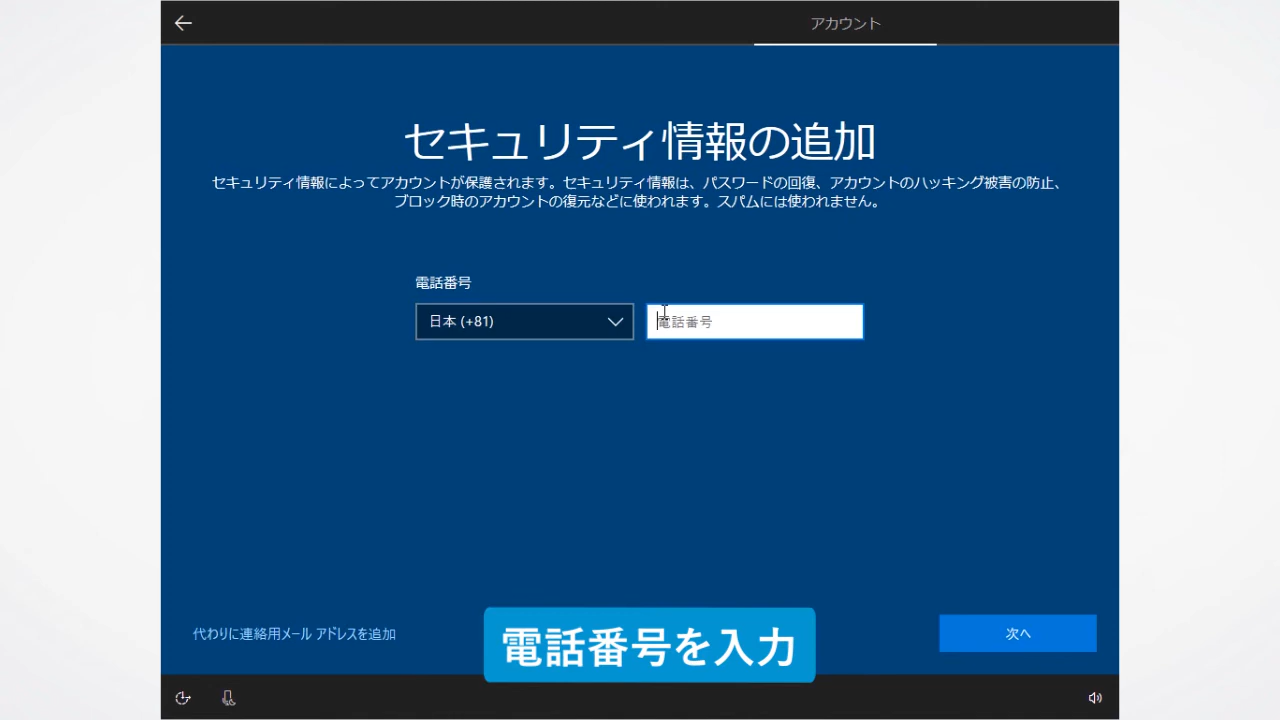 アカウント
セキュリティ情報の追加
セキュリティ情報によってアカウントが保護されます。セキュリティ情報は、パスワードの回復、アカウントのハッキング被害の防止、
ブロック時のアカウントの復元などに使われます。スパムには使われません。
電話番号
日本 (+81)
電話番号
代わりに連絡用メール アドレスを追加
電話番号を入力
次へ